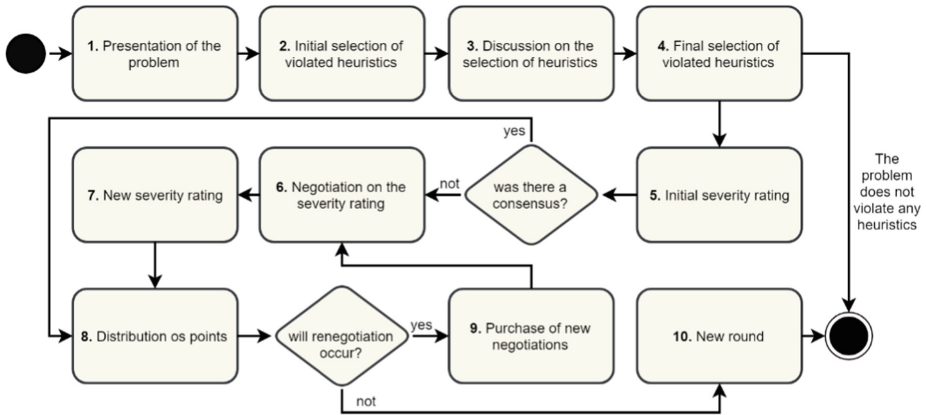 1. Presentation of the
problem
2. Initial selection of
violated heuristics
3. Discussion on the
selection of heuristics
4. Final selection of
violated heuristics
The
problem
does not
violate any
heuristics
5. Initial severity rating
was there a
consensus?
yes
not
6. Negotiation on the
severity rating
7. New severity rating
8. Distribution os points
will renegotiation
occur?
yes
not
9. Purchase of new
negotiations
10. New round